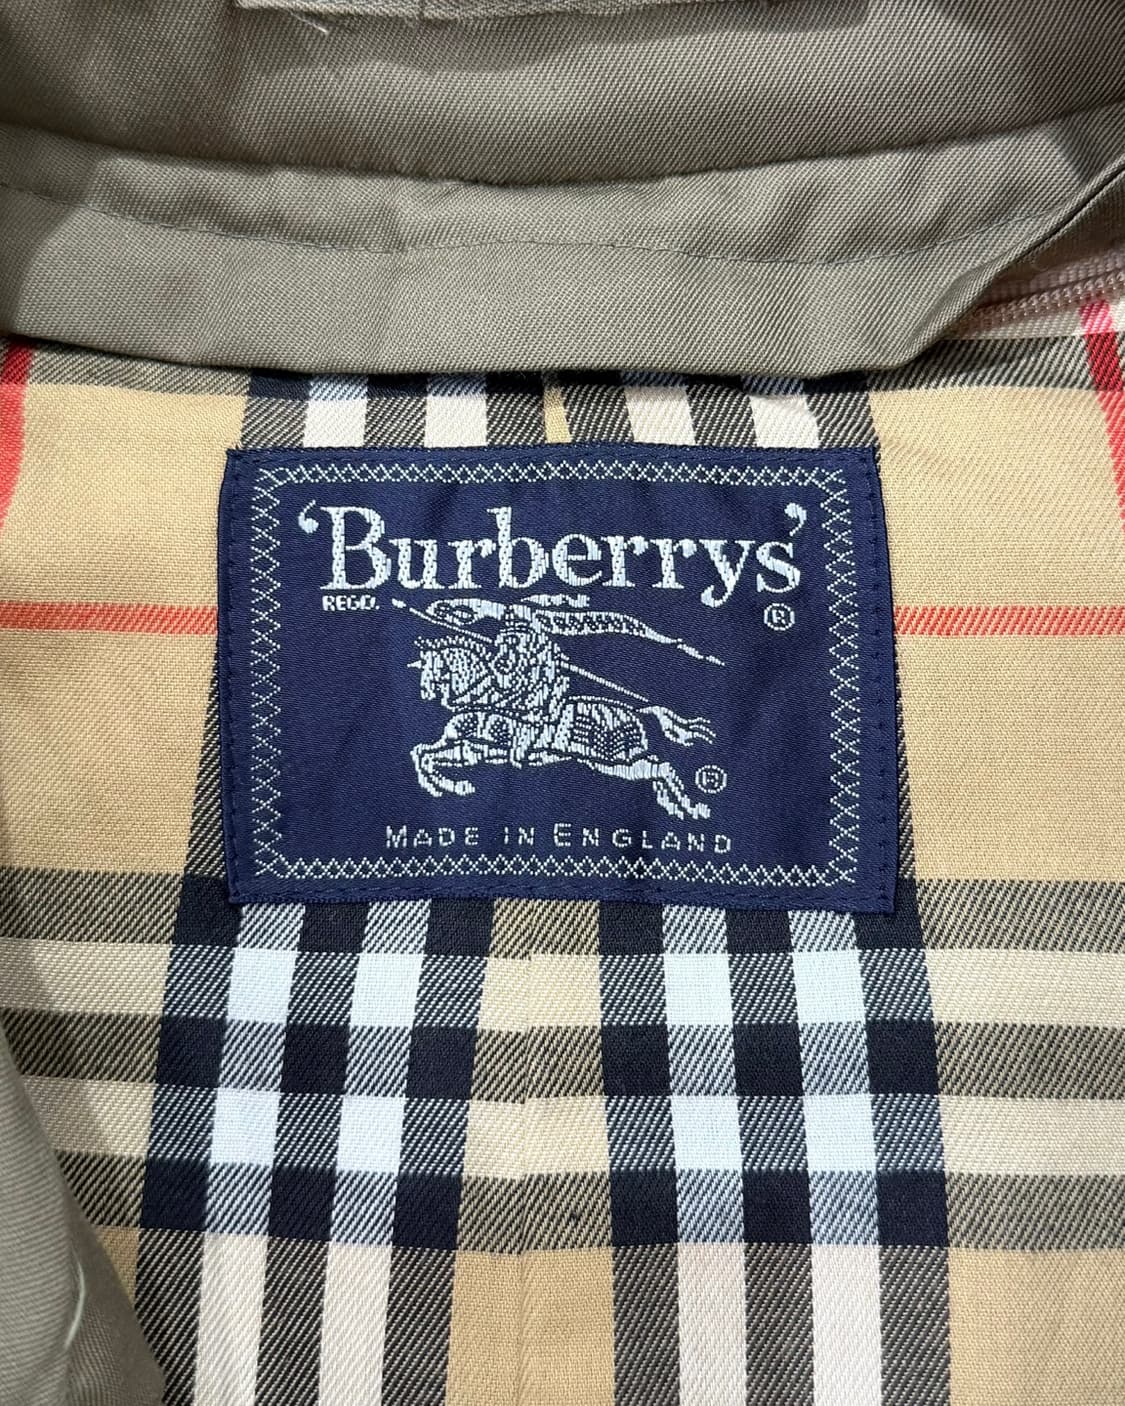 ‘Burberrys’
REGD.
®
®
MADE IN ENGLAND